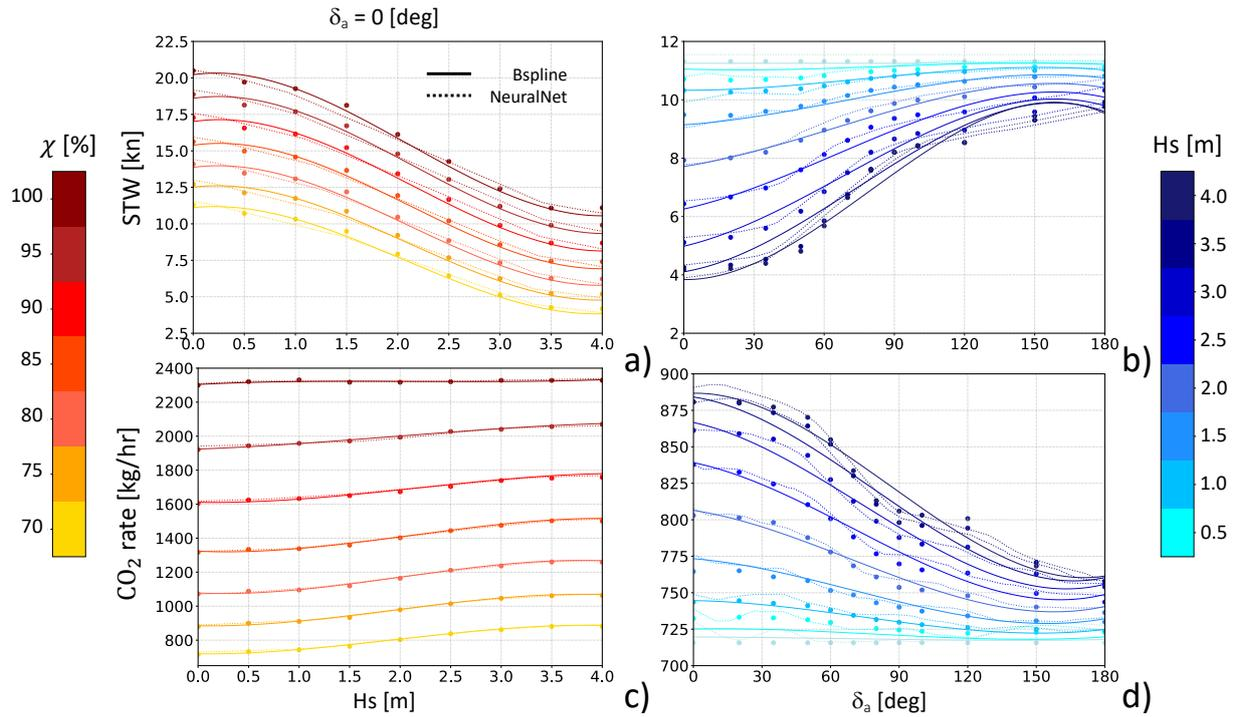 δa = 0 [deg]
22.5
20.0
17.5
15.0
12.5
10.0
7.5
5.0
2.5
STW [kn]
Bspline
NeuralNet
0.0 0.5 1.0 1.5 2.0 2.5 3.0 3.5 4.0
a)
12
10
8
6
4
2
0 30 60 90 120 150 180
b)
χ [%]
100
95
90
85
80
75
70
Hs [m]
4.0
3.5
3.0
2.5
2.0
1.5
1.0
0.5
2400
2200
2000
1800
1600
1400
1200
1000
800
CO2 rate [kg/hr]
0.0 0.5 1.0 1.5 2.0 2.5 3.0 3.5 4.0
Hs [m]
c)
900
875
850
825
800
775
750
725
700
0 30 60 90 120 150 180
δa [deg]
d)